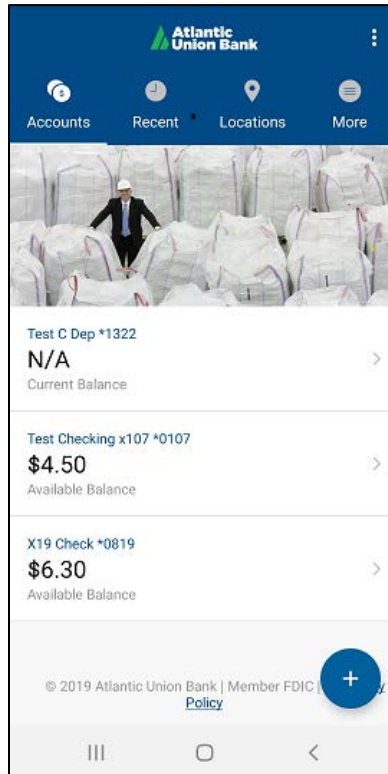 Atlantic
Union Bank
Accounts Recent Locations More
Test C Dep *1322
N/A
Current Balance
Test Checking x107 *0107
$4.50
Available Balance
X19 Check *0819
$6.30
Available Balance
© 2019 Atlantic Union Bank | Member FDIC |
Policy